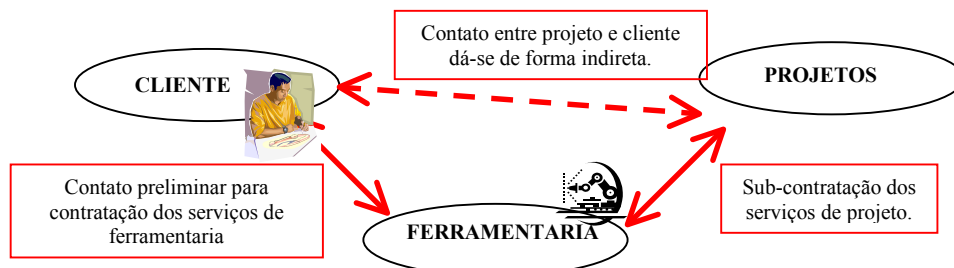 Contato entre projeto e cliente
dá-se de forma indireta.
CLIENTE
PROJETOS
Contato preliminar para
contratação dos serviços de
ferramentaria
Sub-contratação dos
serviços de projeto.
FERRAMENTARIA